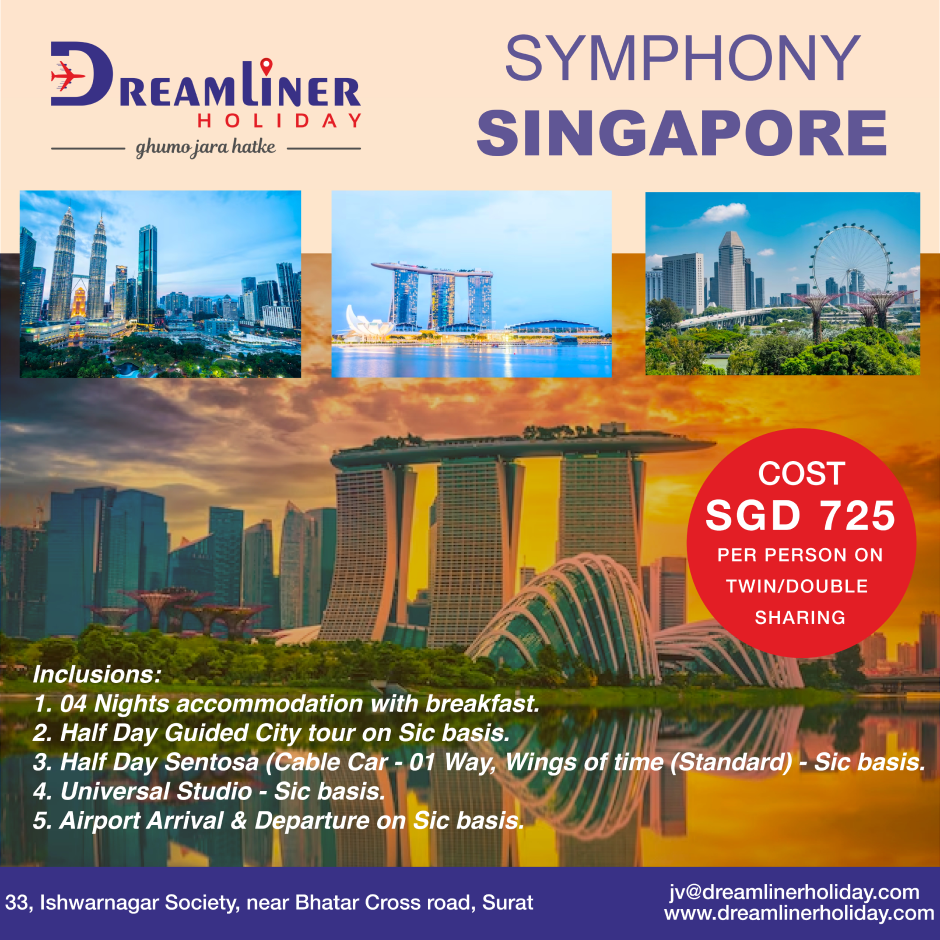 DREAMLINER
HOLIDAY
ghumo jara hatke
SYMPHONY
SINGAPORE
COST
SGD 725
PER PERSON ON
TWIN/DOUBLE
SHARING
Inclusions:
1. 04 Nights accommodation with breakfast.
2. Half Day Guided City tour on Sic basis.
3. Half Day Sentosa (Cable Car - 01 Way, Wings of time (Standard) - Sic basis.
4. Universal Studio - Sic basis.
5. Airport Arrival & Departure on Sic basis.
33, Ishwarnagar Society, near Bhatar Cross road, Surat
jv@dreamlinerholiday.com
www.dreamlinerholiday.com